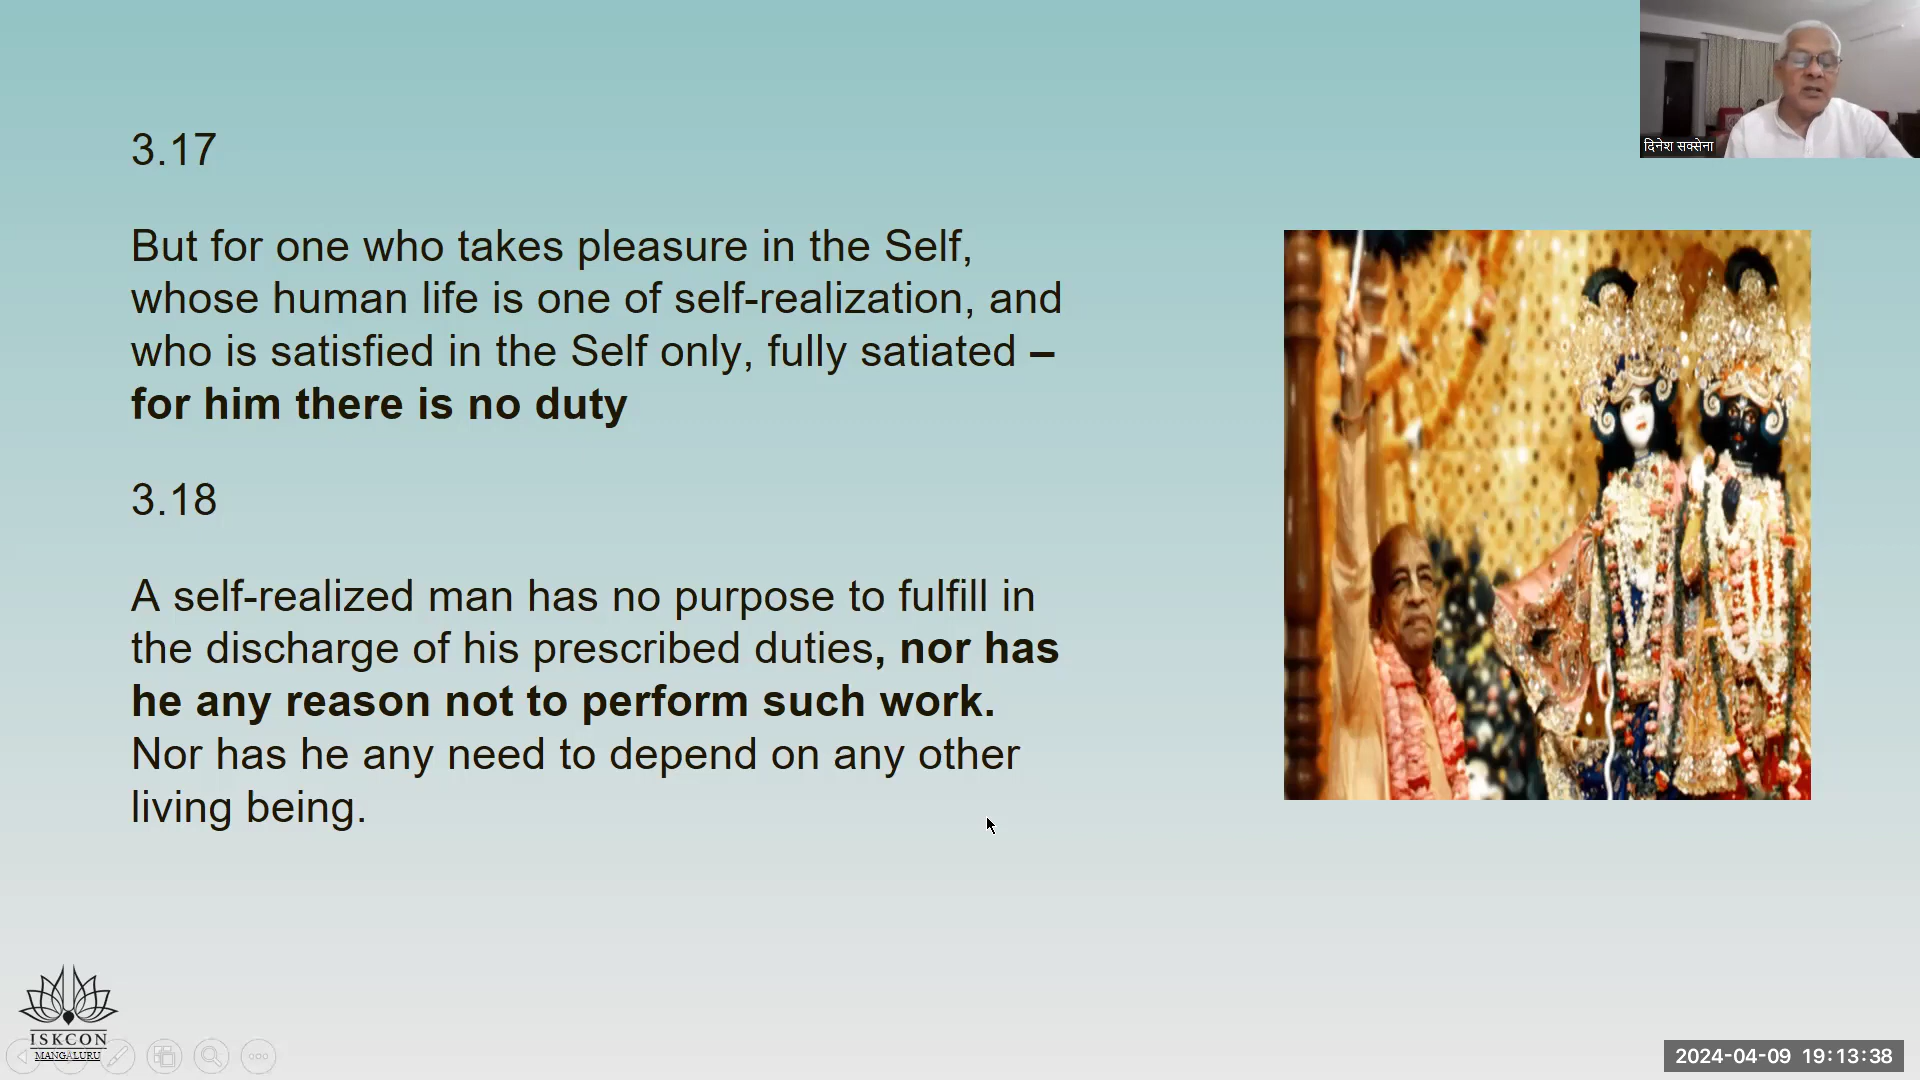 दिनेश सक्सेना
3.17
But for one who takes pleasure in the Self,
whose human life is one of self-realization, and
who is satisfied in the Self only, fully satiated –
for him there is no duty
3.18
A self-realized man has no purpose to fulfill in
the discharge of his prescribed duties, nor has
he any reason not to perform such work.
Nor has he any need to depend on any other
living being.
ISKCON
MANGALURU
2024-04-09 19:13:38